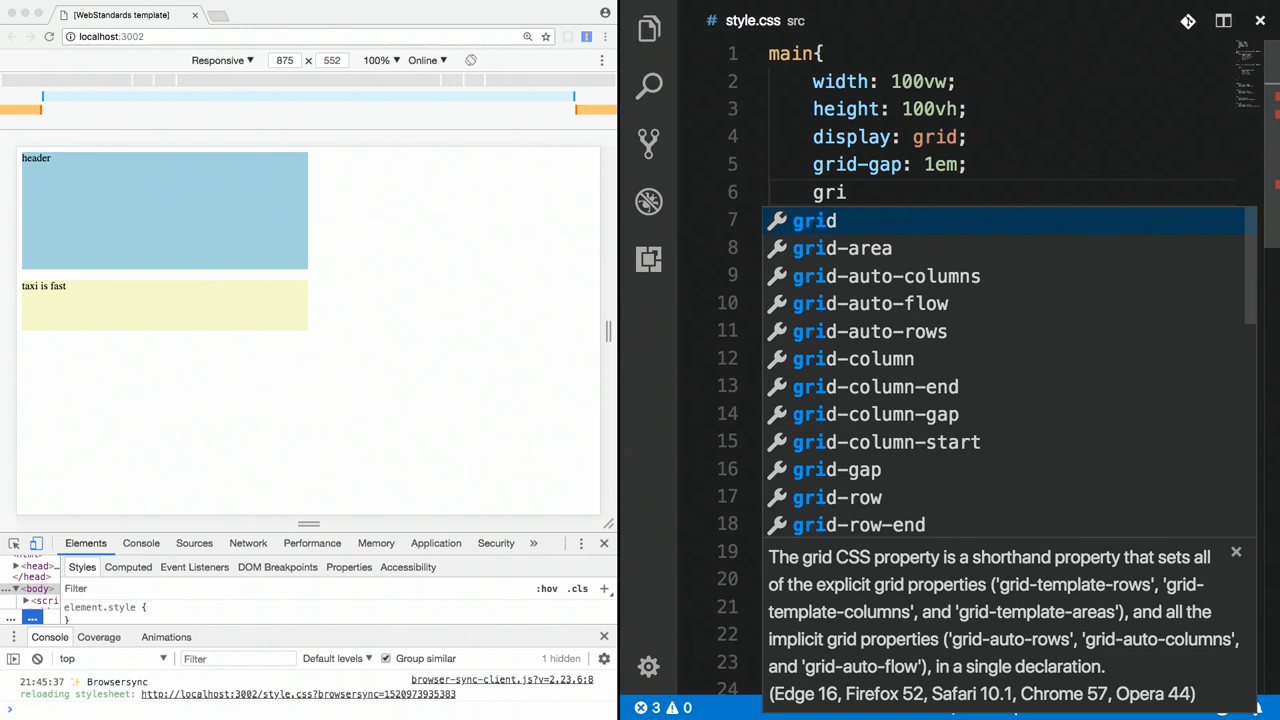 [WebStandards template]
localhost:3002
Responsive 875 × 552 100% Online
header
taxi is fast
Elements Console Sources Network Performance Memory Application Security »
<head>…
</head>
<body>
<scri
Styles Computed Event Listeners DOM Breakpoints Properties Accessibility
Filter :hov .cls +
element.style {
}
Console Coverage Animations
top Filter Default levels Group similar 1 hidden
21:45:37 ✨ Browsersync browser-sync-client.js?v=2.23.6:8
reloading stylesheet: http://localhost:3002/style.css?browsersync=1520973935383
# style.css src
1 main{
2 width: 100vw;
3 height: 100vh;
4 display: grid;
5 grid-gap: 1em;
6 gri
7 grid
8 grid-area
9 grid-auto-columns
10 grid-auto-flow
11 grid-auto-rows
12 grid-column
13 grid-column-end
14 grid-column-gap
15 grid-column-start
16 grid-gap
17 grid-row
18 grid-row-end
19 The grid CSS property is a shorthand property that sets all
20 of the explicit grid properties ('grid-template-rows', 'grid-
21 template-columns', and 'grid-template-areas'), and all the
22 implicit grid properties ('grid-auto-rows', 'grid-auto-columns',
23 and 'grid-auto-flow'), in a single declaration.
24 (Edge 16, Firefox 52, Safari 10.1, Chrome 57, Opera 44)
3 0